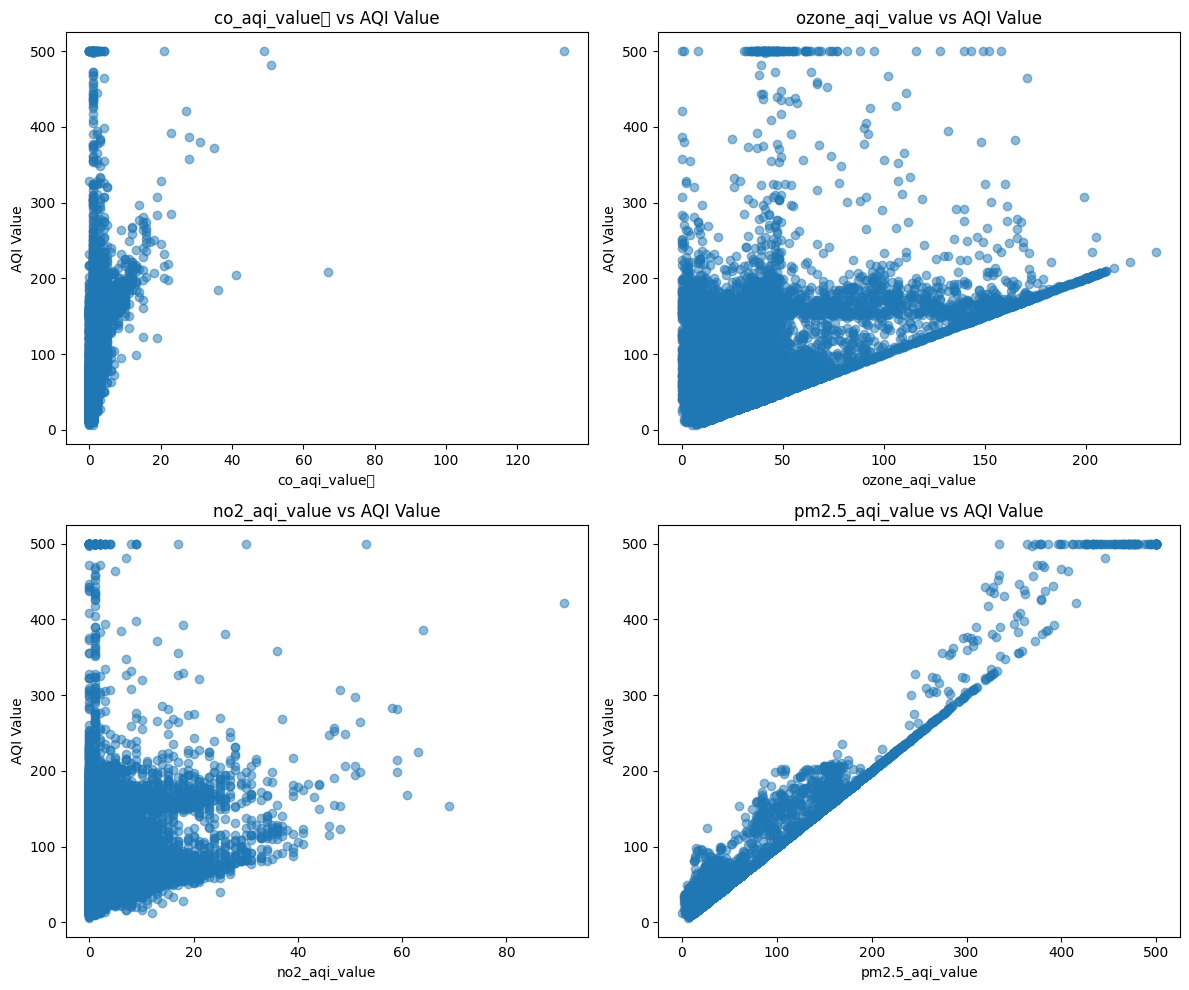 co_aqi_value▯ vs AQI Value
500
400
300
200
100
0
AQI Value
0 20 40 60 80 100 120
co_aqi_value▯
ozone_aqi_value vs AQI Value
500
400
300
200
100
0
AQI Value
0 50 100 150 200
ozone_aqi_value
no2_aqi_value vs AQI Value
500
400
300
200
100
0
AQI Value
0 20 40 60 80
no2_aqi_value
pm2.5_aqi_value vs AQI Value
500
400
300
200
100
0
AQI Value
0 100 200 300 400 500
pm2.5_aqi_value